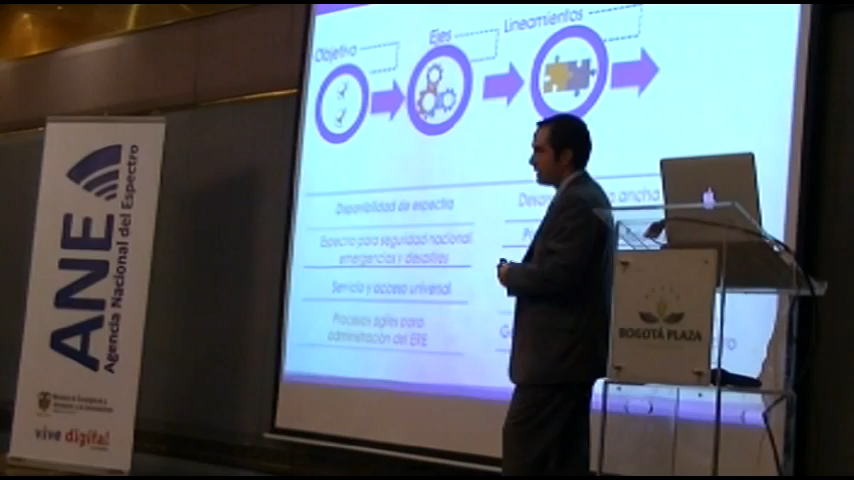 Objetivo
Ejes
Lineamientos
Disponibilidad de espectro
ancha
Espectro para seguridad nacional
emergencias y desastres
Servicio y acceso universal
Procesos ágiles para
administración del ERE
ANE
Agencia Nacional del Espectro
vive digital
BOGOTÁ PLAZA